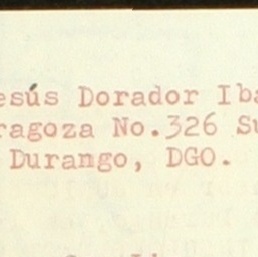 esús Dorador Iba
ragoza No.326 Su
Durango, DGO.